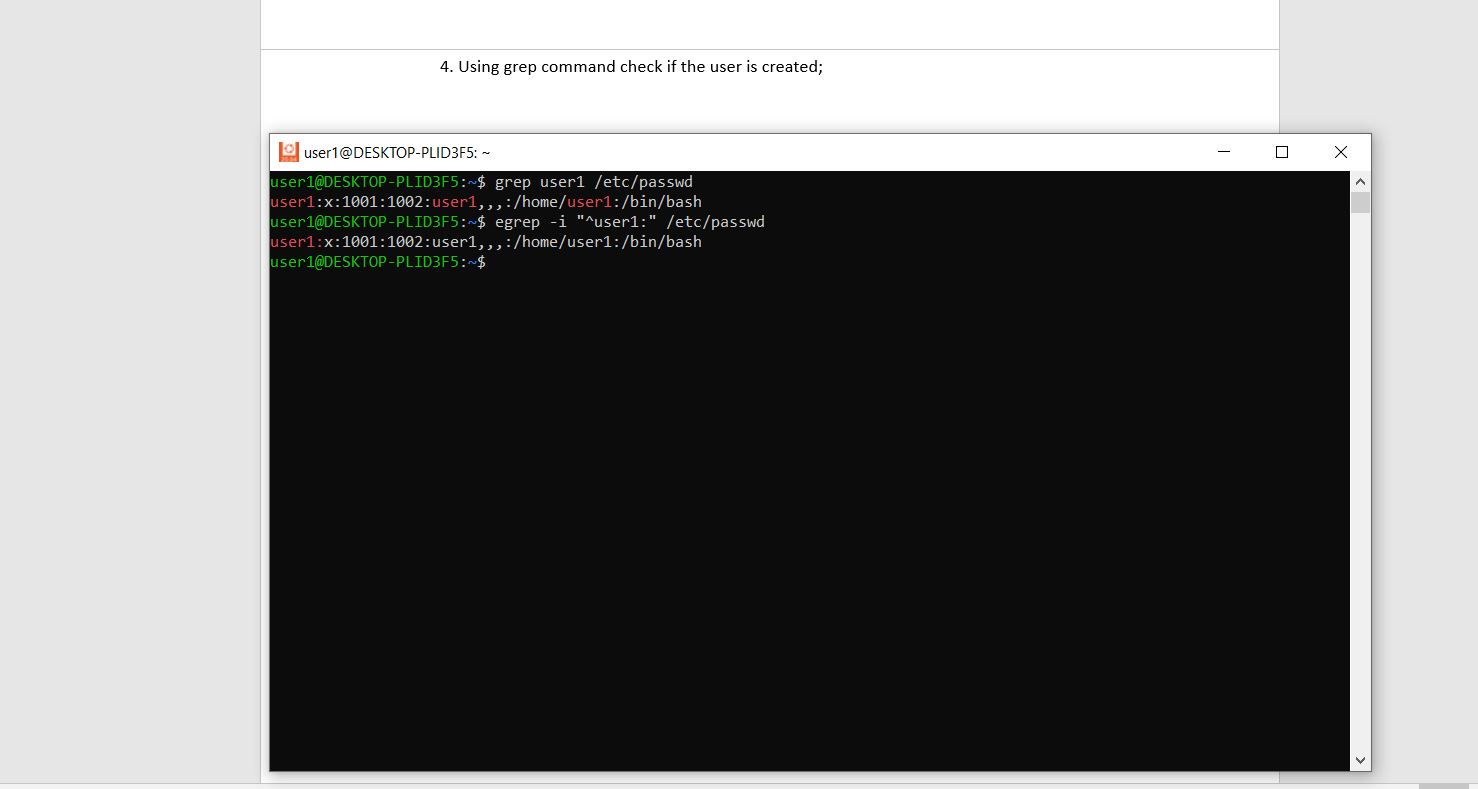 4. Using grep command check if the user is created;
user1@DESKTOP-PLID3F5: ~
user1@DESKTOP-PLID3F5:~$ grep user1 /etc/passwd
user1:x:1001:1002:user1,,,:/home/user1:/bin/bash
user1@DESKTOP-PLID3F5:~$ egrep -i "^user1:" /etc/passwd
user1:x:1001:1002:user1,,,:/home/user1:/bin/bash
user1@DESKTOP-PLID3F5:~$